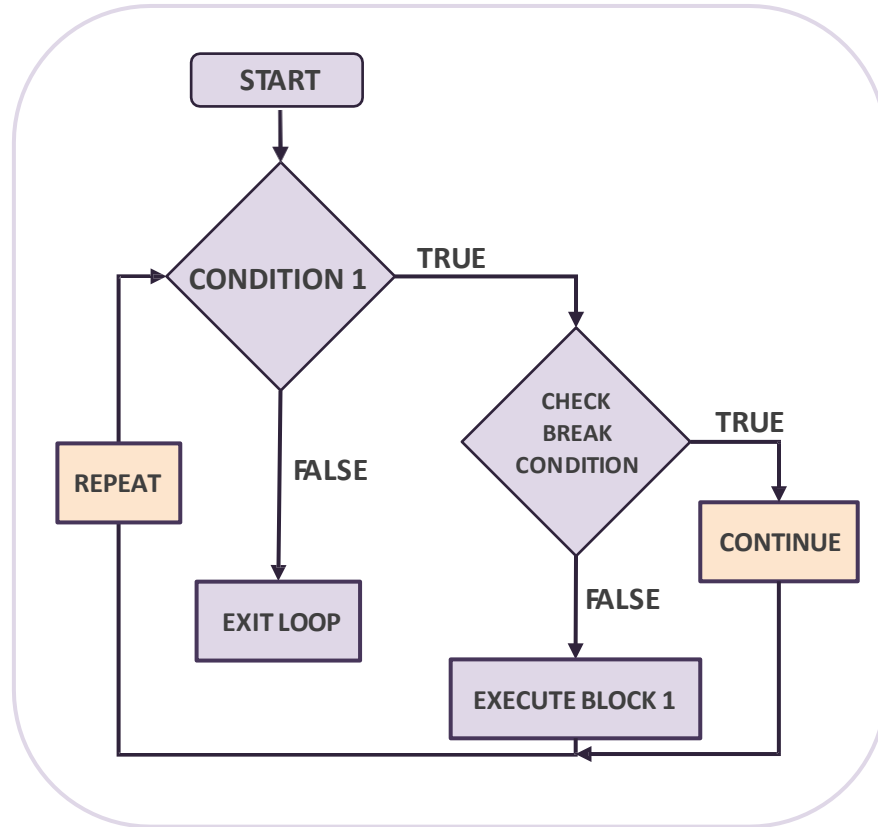 START
CONDITION 1
TRUE
CHECK
BREAK
CONDITION
TRUE
REPEAT
FALSE
CONTINUE
EXIT LOOP
FALSE
EXECUTE BLOCK 1